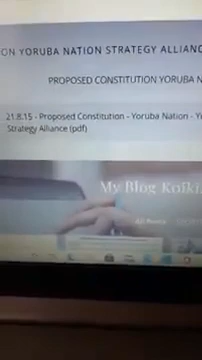 ON YORUBA NATION STRATEGY ALLIANC
PROPOSED CONSTITUTION YORUBA N
21.8.15 - Proposed Constitution - Yoruba Nation - Y
Strategy Alliance (pdf)
My Blog